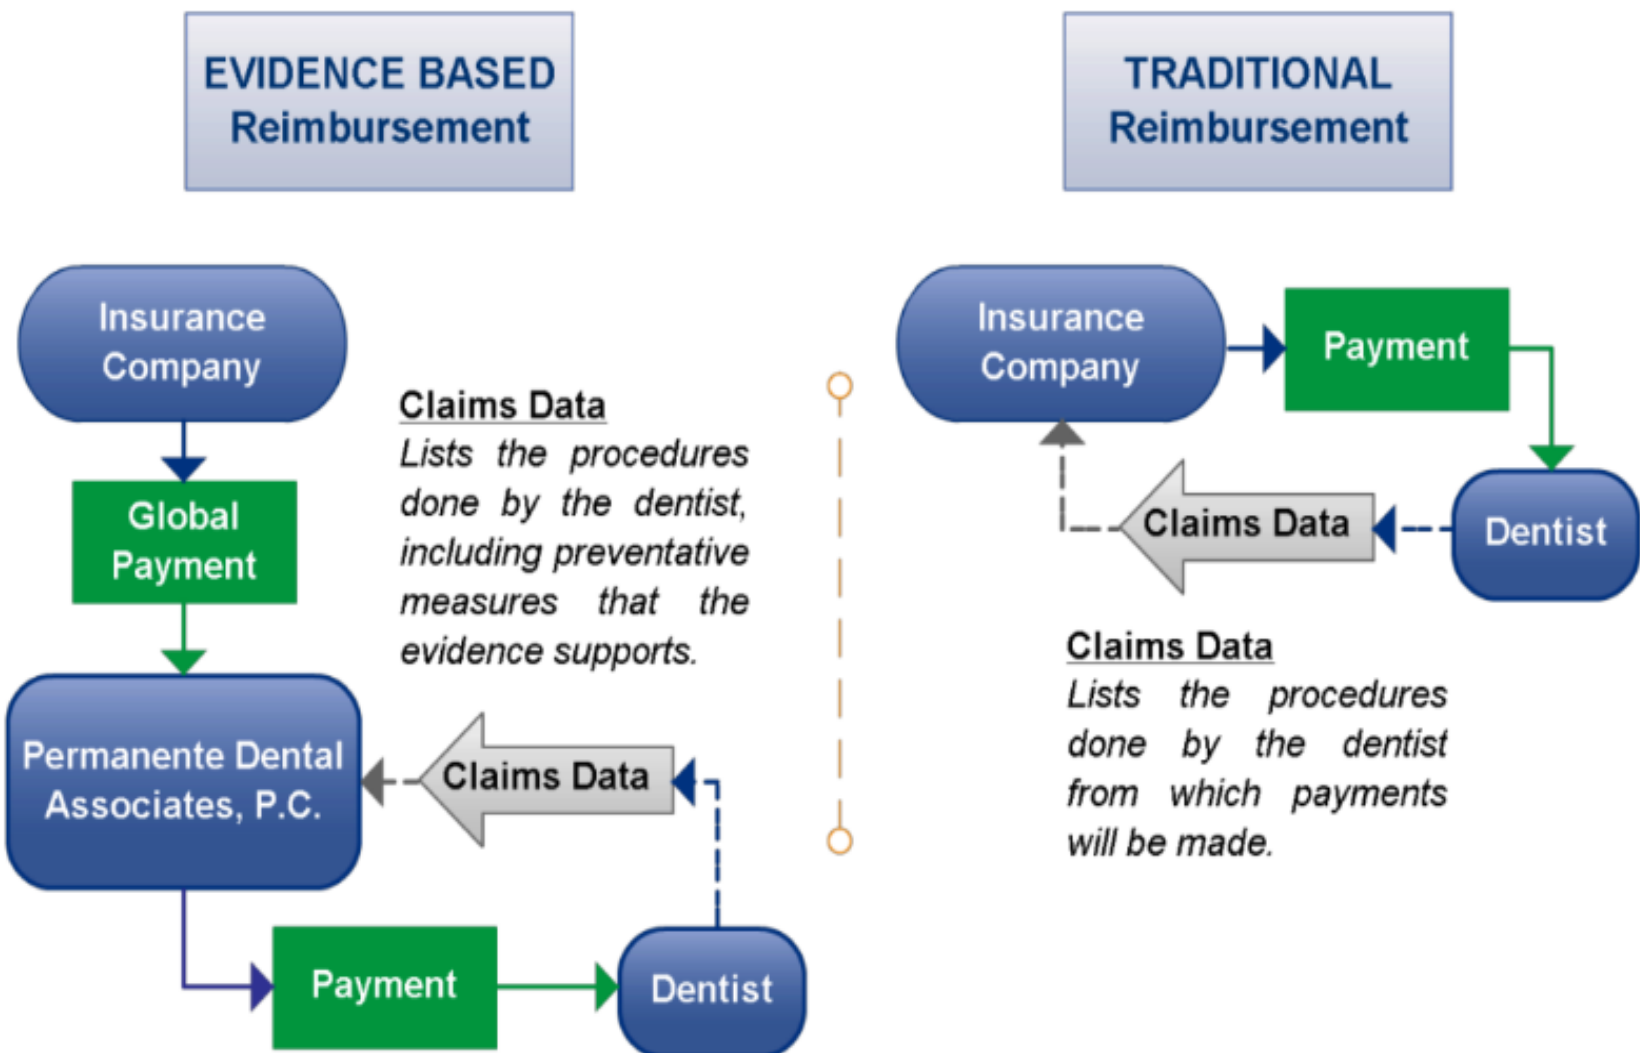 EVIDENCE BASED
Reimbursement
Insurance
Company
Global
Payment
Claims Data
Lists the procedures
done by the dentist,
including preventative
measures that the
evidence supports.
Permanente Dental
Associates, P.C.
Claims Data
Payment
Dentist
TRADITIONAL
Reimbursement
Insurance
Company
Payment
Claims Data
Dentist
Claims Data
Lists the procedures
done by the dentist
from which payments
will be made.